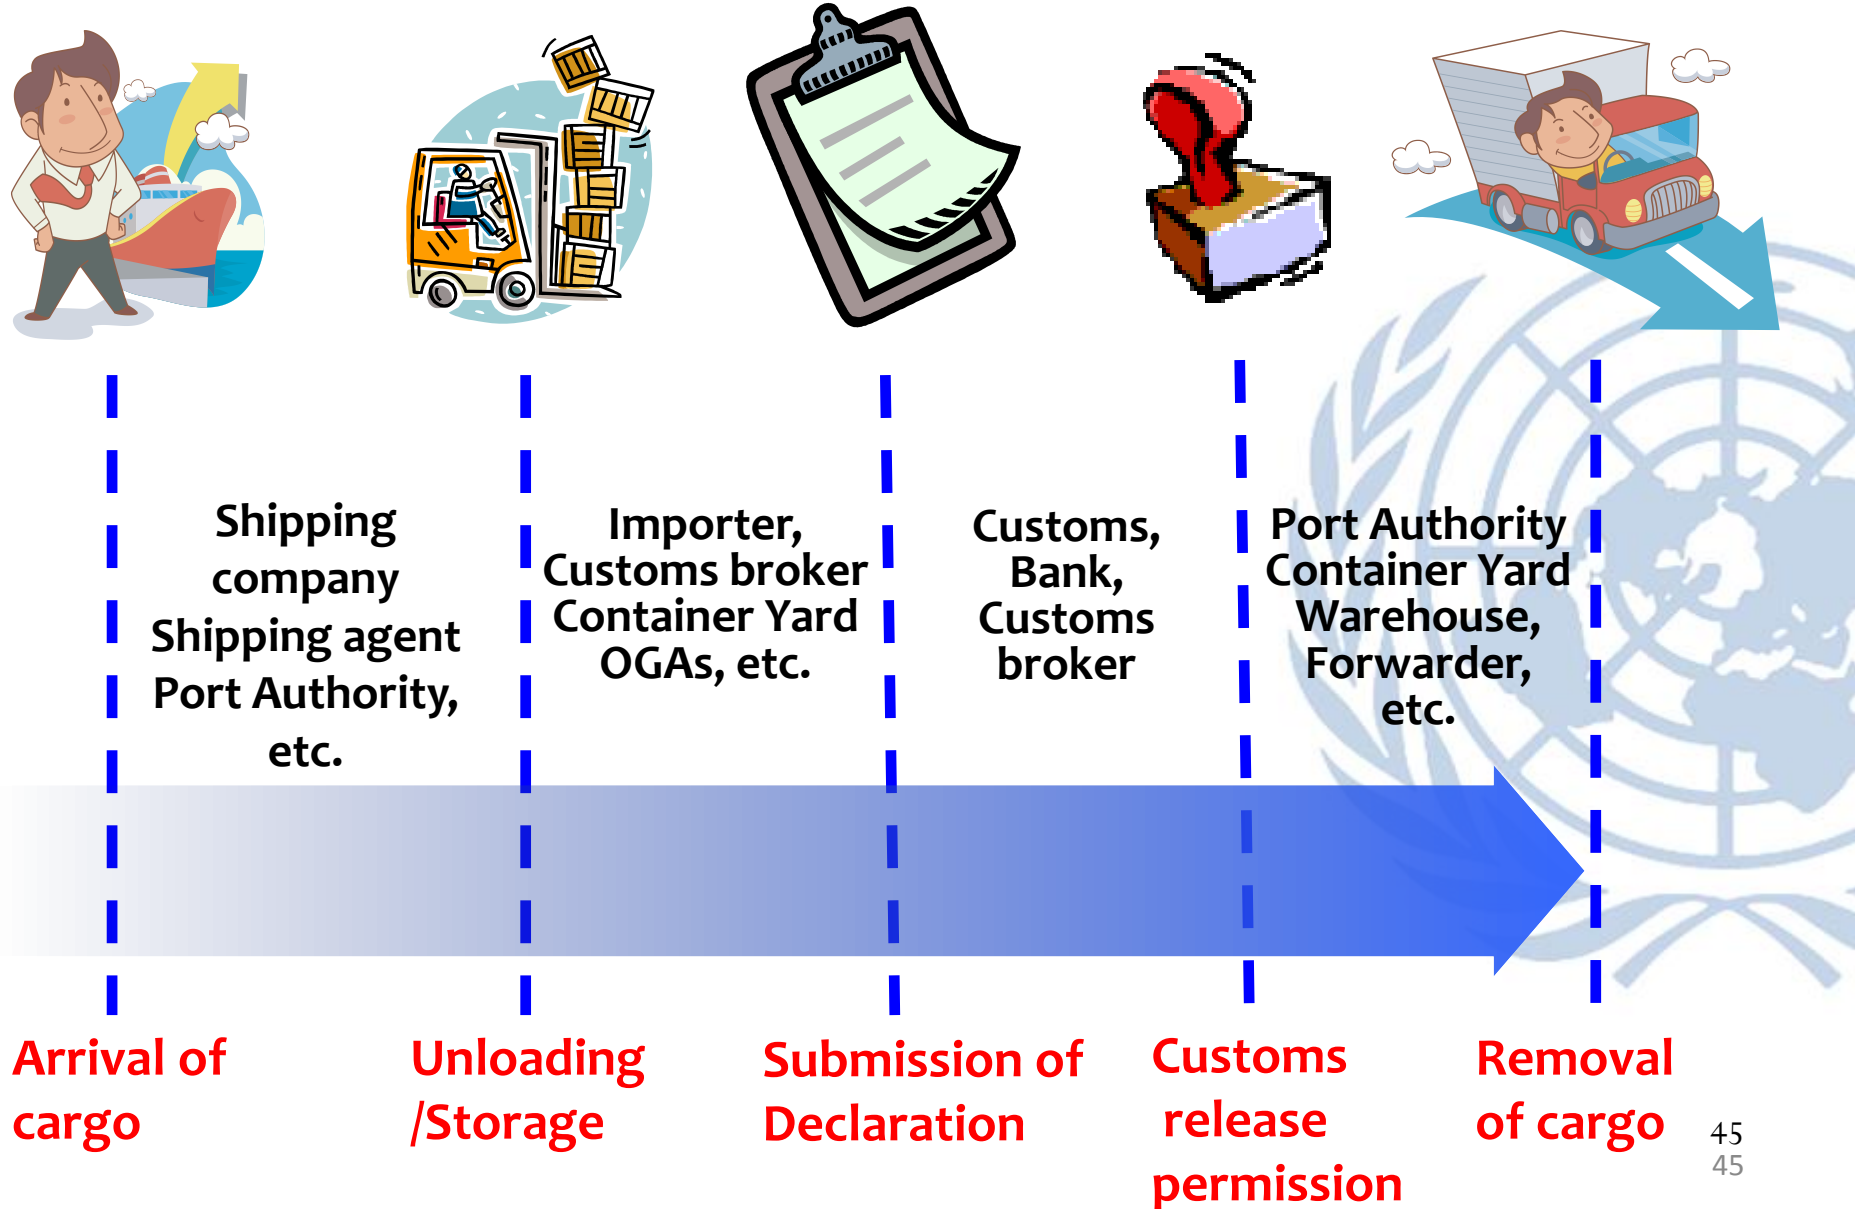 Shipping
company
Shipping agent
Port Authority,
etc.
Importer,
Customs broker
Container Yard
OGAs, etc.
Customs,
Bank,
Customs
broker
Port Authority
Container Yard
Warehouse,
Forwarder,
etc.
Arrival of
cargo
Unloading
/Storage
Submission of
Declaration
Customs
release
permission
Removal
of cargo
45
45